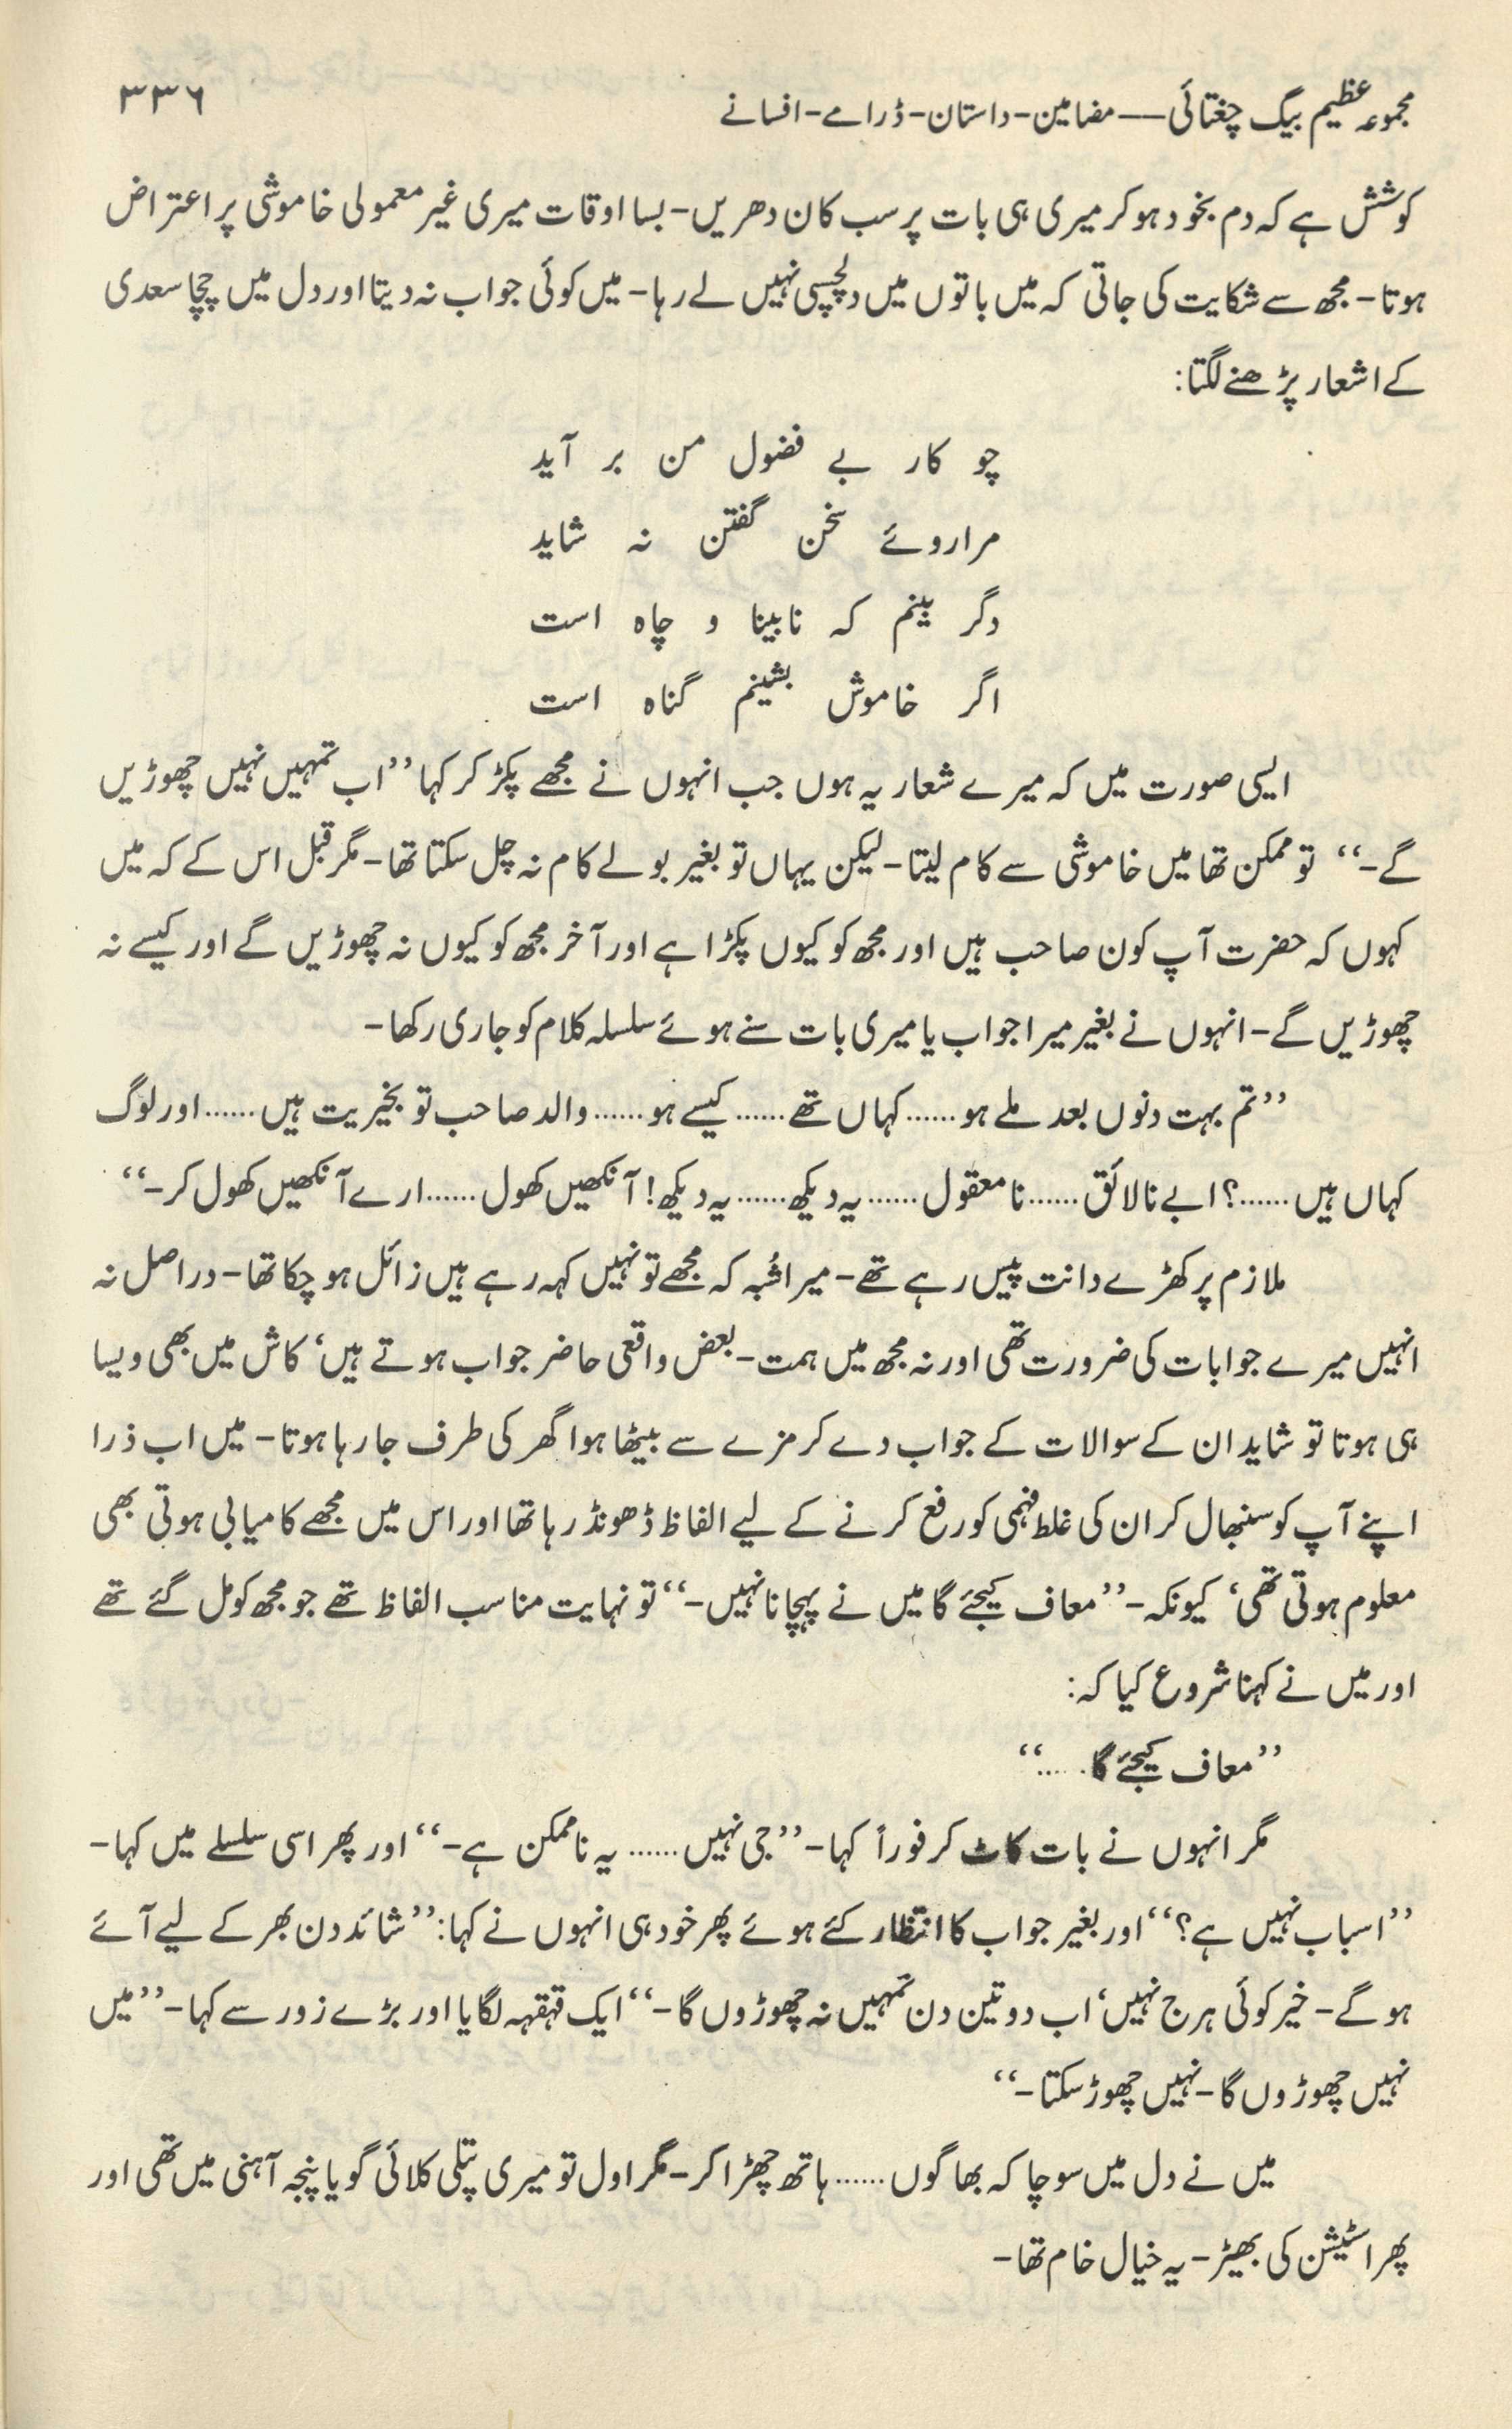 مجموعہ عظیم بیگ چغتائی — مضامین - داستان - ڈرامے - افسانے ۳۳۶
کوشش ہے کہ دم بخود ہو کر میری ہی بات پر سب کان دھریں - بسا اوقات میری غیر معمولی خاموشی پر اعتراض
ہوتا - مجھ سے شکایت کی جاتی کہ میں باتوں میں دلچسپی نہیں لے رہا - میں کوئی جواب نہ دیتا اور دل میں چچا سعدی
کے اشعار پڑھنے لگتا:
چو کار بے فضول من بر آید
مرا روئے سخن گفتن نہ شاید
دگر بینم کہ نابینا و چاہ است
اگر خاموش بشینم گناہ است
ایسی صورت میں کہ میرے شعار یہ ہوں جب انہوں نے مجھے پکڑ کر کہا ’’اب تمہیں نہیں چھوڑیں
گے -‘‘ تو ممکن تھا میں خاموشی سے کام لیتا - لیکن یہاں تو بغیر بولے کام نہ چل سکتا تھا - مگر قبل اس کے کہ میں
کہوں کہ حضرت آپ کون صاحب ہیں اور مجھ کو کیوں پکڑا ہے اور آخر مجھ کو کیوں نہ چھوڑیں گے اور کیسے نہ
چھوڑیں گے - انہوں نے بغیر میرا جواب یا میری بات سنے ہوئے سلسلہ کلام کو جاری رکھا -
’’تم بہت دنوں بعد ملے ہو...... کہاں تھے...... کیسے ہو...... والد صاحب تو بخیریت ہیں...... اور لوگ
کہاں ہیں......؟ ابے نالائق...... نامعقول...... یہ دیکھ...... یہ دیکھ! آنکھیں کھول...... ارے آنکھیں کھول کر -‘‘
ملازم پر کھڑے دانت پیس رہے تھے - میرا شُبہ کہ مجھے تو نہیں کہہ رہے ہیں زائل ہو چکا تھا - دراصل نہ
انہیں میرے جوابات کی ضرورت تھی اور نہ مجھ میں ہمت - بعض واقعی حاضر جواب ہوتے ہیں، کاش میں بھی ویسا
ہی ہوتا تو شاید ان کے سوالات کے جواب دے کر مزے سے بیٹھا ہوا گھر کی طرف جا رہا ہوتا - میں اب ذرا
اپنے آپ کو سنبھال کر ان کی غلط فہمی کو رفع کرنے کے لیے الفاظ ڈھونڈ رہا تھا اور اس میں مجھے کامیابی ہوتی بھی
معلوم ہوتی تھی، کیونکہ - ’’معاف کیجئے گا میں نے پہچانا نہیں -‘‘ تو نہایت مناسب الفاظ تھے جو مجھ کو مل گئے تھے
اور میں نے کہنا شروع کیا کہ:
’’معاف کیجئے گا.....‘‘
مگر انہوں نے بات کاٹ کر فوراً کہا - ’’جی نہیں...... یہ ناممکن ہے -‘‘ اور پھر اسی سلسلے میں کہا -
’’اسباب نہیں ہے؟‘‘ اور بغیر جواب کا انتظار کئے ہوئے پھر خود ہی انہوں نے کہا: ’’شائد دن بھر کے لیے آئے
ہو گے - خیر کوئی ہرج نہیں، اب دو تین دن تمہیں نہ چھوڑوں گا -‘‘ ایک قہقہہ لگایا اور بڑے زور سے کہا - ’’میں
نہیں چھوڑوں گا - نہیں چھوڑ سکتا -‘‘
میں نے دل میں سوچا کہ بھاگوں...... ہاتھ چھڑا کر - مگر اول تو میری پتلی کلائی گویا پنجہ آہنی میں تھی اور
پھر اسٹیشن کی بھیڑ - یہ خیال خام تھا -